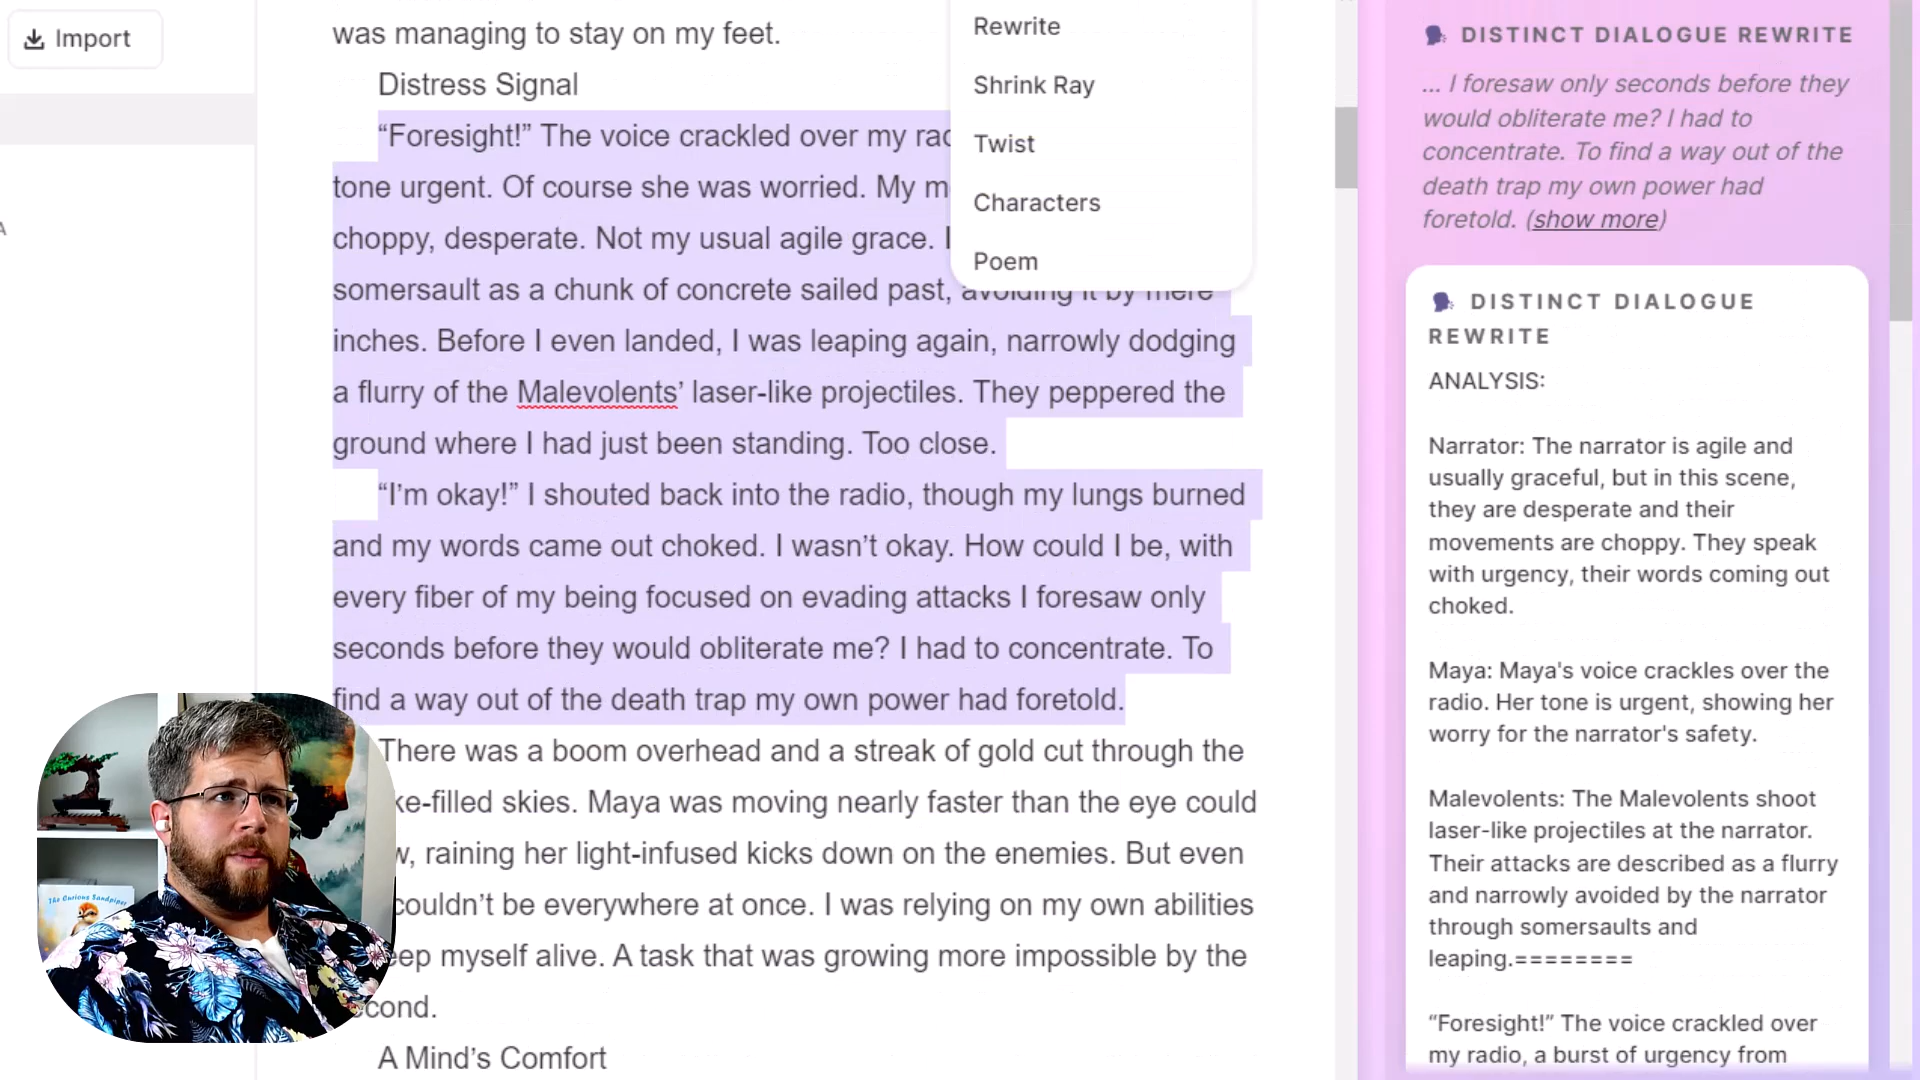 Import
A
was managing to stay on my feet.
Distress Signal
“Foresight!” The voice crackled over my
tone urgent. Of course she was worried. My
choppy, desperate. Not my usual agile grace. I
somersault as a chunk of concrete sailed past, avoiding it by mere
inches. Before I even landed, I was leaping again, narrowly dodging
a flurry of the Malevolents’ laser-like projectiles. They peppered the
ground where I had just been standing. Too close.
“I’m okay!” I shouted back into the radio, though my lungs burned
and my words came out choked. I wasn’t okay. How could I be, with
every fiber of my being focused on evading attacks I foresaw only
seconds before they would obliterate me? I had to concentrate. To
find a way out of the death trap my own power had foretold.
There was a boom overhead and a streak of gold cut through the
ke-filled skies. Maya was moving nearly faster than the eye could
w, raining her light-infused kicks down on the enemies. But even
couldn’t be everywhere at once. I was relying on my own abilities
eep myself alive. A task that was growing more impossible by the
cond.
A Mind’s Comfort
Rewrite
Shrink Ray
Twist
Characters
Poem
DISTINCT DIALOGUE REWRITE
... I foresaw only seconds before they
would obliterate me? I had to
concentrate. To find a way out of the
death trap my own power had
foretold. (show more)
DISTINCT DIALOGUE
REWRITE
ANALYSIS:
Narrator: The narrator is agile and
usually graceful, but in this scene,
they are desperate and their
movements are choppy. They speak
with urgency, their words coming out
choked.
Maya: Maya's voice crackles over the
radio. Her tone is urgent, showing her
worry for the narrator's safety.
Malevolents: The Malevolents shoot
laser-like projectiles at the narrator.
Their attacks are described as a flurry
and narrowly avoided by the narrator
through somersaults and
leaping.========
“Foresight!” The voice crackled over
my radio, a burst of urgency from
The Curious Sandpiper